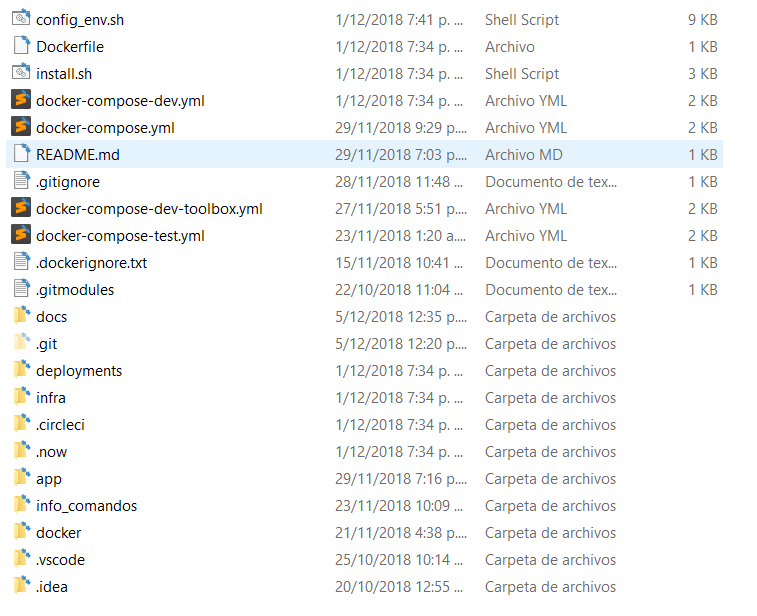 config_env.sh 1/12/2018 7:41 p. ... Shell Script 9 KB
Dockerfile 1/12/2018 7:34 p. ... Archivo 1 KB
install.sh 1/12/2018 7:34 p. ... Shell Script 3 KB
docker-compose-dev.yml 1/12/2018 7:34 p. ... Archivo YML 2 KB
docker-compose.yml 29/11/2018 9:29 p.... Archivo YML 2 KB
README.md 29/11/2018 7:03 p.... Archivo MD 1 KB
.gitignore 28/11/2018 11:48 ... Documento de tex... 1 KB
docker-compose-dev-toolbox.yml 27/11/2018 5:51 p.... Archivo YML 2 KB
docker-compose-test.yml 23/11/2018 1:20 a.... Archivo YML 2 KB
.dockerignore.txt 15/11/2018 10:41 ... Documento de tex... 1 KB
.gitmodules 22/10/2018 11:04 ... Documento de tex... 1 KB
docs 5/12/2018 12:35 p.... Carpeta de archivos
.git 5/12/2018 12:20 p.... Carpeta de archivos
deployments 1/12/2018 7:34 p. ... Carpeta de archivos
infra 1/12/2018 7:34 p. ... Carpeta de archivos
.circleci 1/12/2018 7:34 p. ... Carpeta de archivos
.now 1/12/2018 7:34 p. ... Carpeta de archivos
app 29/11/2018 7:16 p.... Carpeta de archivos
info_comandos 23/11/2018 10:09 ... Carpeta de archivos
docker 21/11/2018 4:38 p.... Carpeta de archivos
.vscode 25/10/2018 10:14 ... Carpeta de archivos
.idea 20/10/2018 12:55 ... Carpeta de archivos